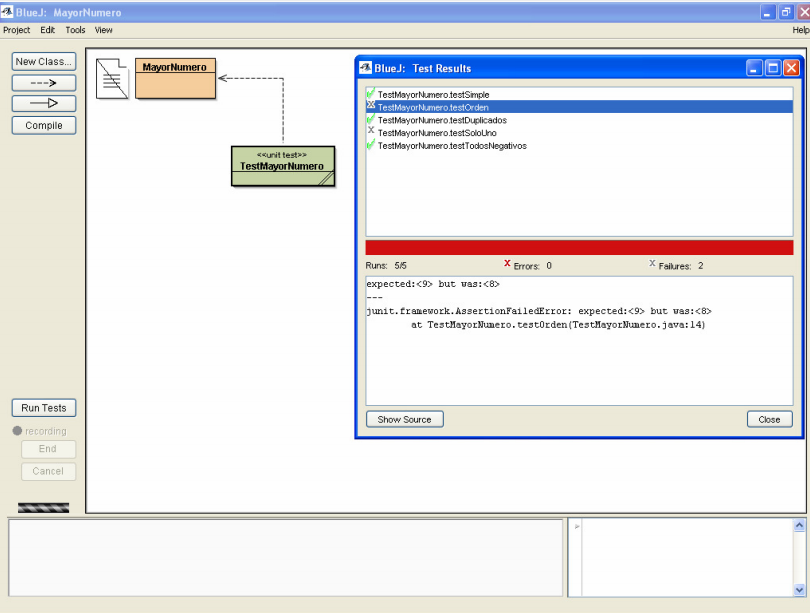 BlueJ: MayorNumero
Project Edit Tools View Help
New Class...
Compile
MayorNumero
<<unit test>>
TestMayorNumero
Run Tests
recording
End
Cancel
BlueJ: Test Results
TestMayorNumero.testSimple
TestMayorNumero.testOrden
TestMayorNumero.testDuplicados
TestMayorNumero.testSoloUno
TestMayorNumero.testTodosNegativos
Runs: 5/5 X Errors: 0 X Failures: 2
expected:<9> but was:<8>
---
junit.framework.AssertionFailedError: expected:<9> but was:<8>
at TestMayorNumero.testOrden(TestMayorNumero.java:14)
Show Source Close